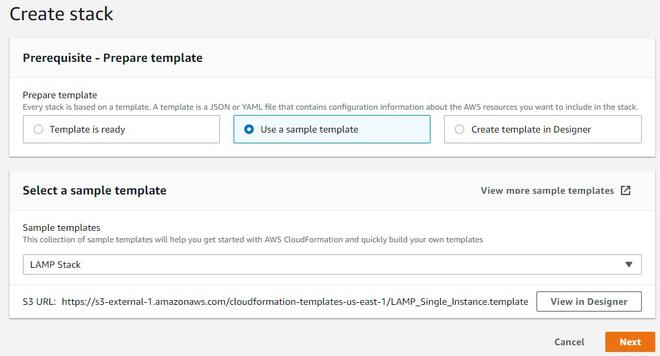 Create stack
Prerequisite - Prepare template
Prepare template
Every stack is based on a template. A template is a JSON or YAML file that contains configuration information about the AWS resources you want to include in the stack.
Template is ready
Use a sample template
Create template in Designer
Select a sample template
View more sample templates
Sample templates
This collection of sample templates will help you get started with AWS CloudFormation and quickly build your own templates
LAMP Stack
S3 URL: https://s3-external-1.amazonaws.com/cloudformation-templates-us-east-1/LAMP_Single_Instance.template
View in Designer
Cancel
Next